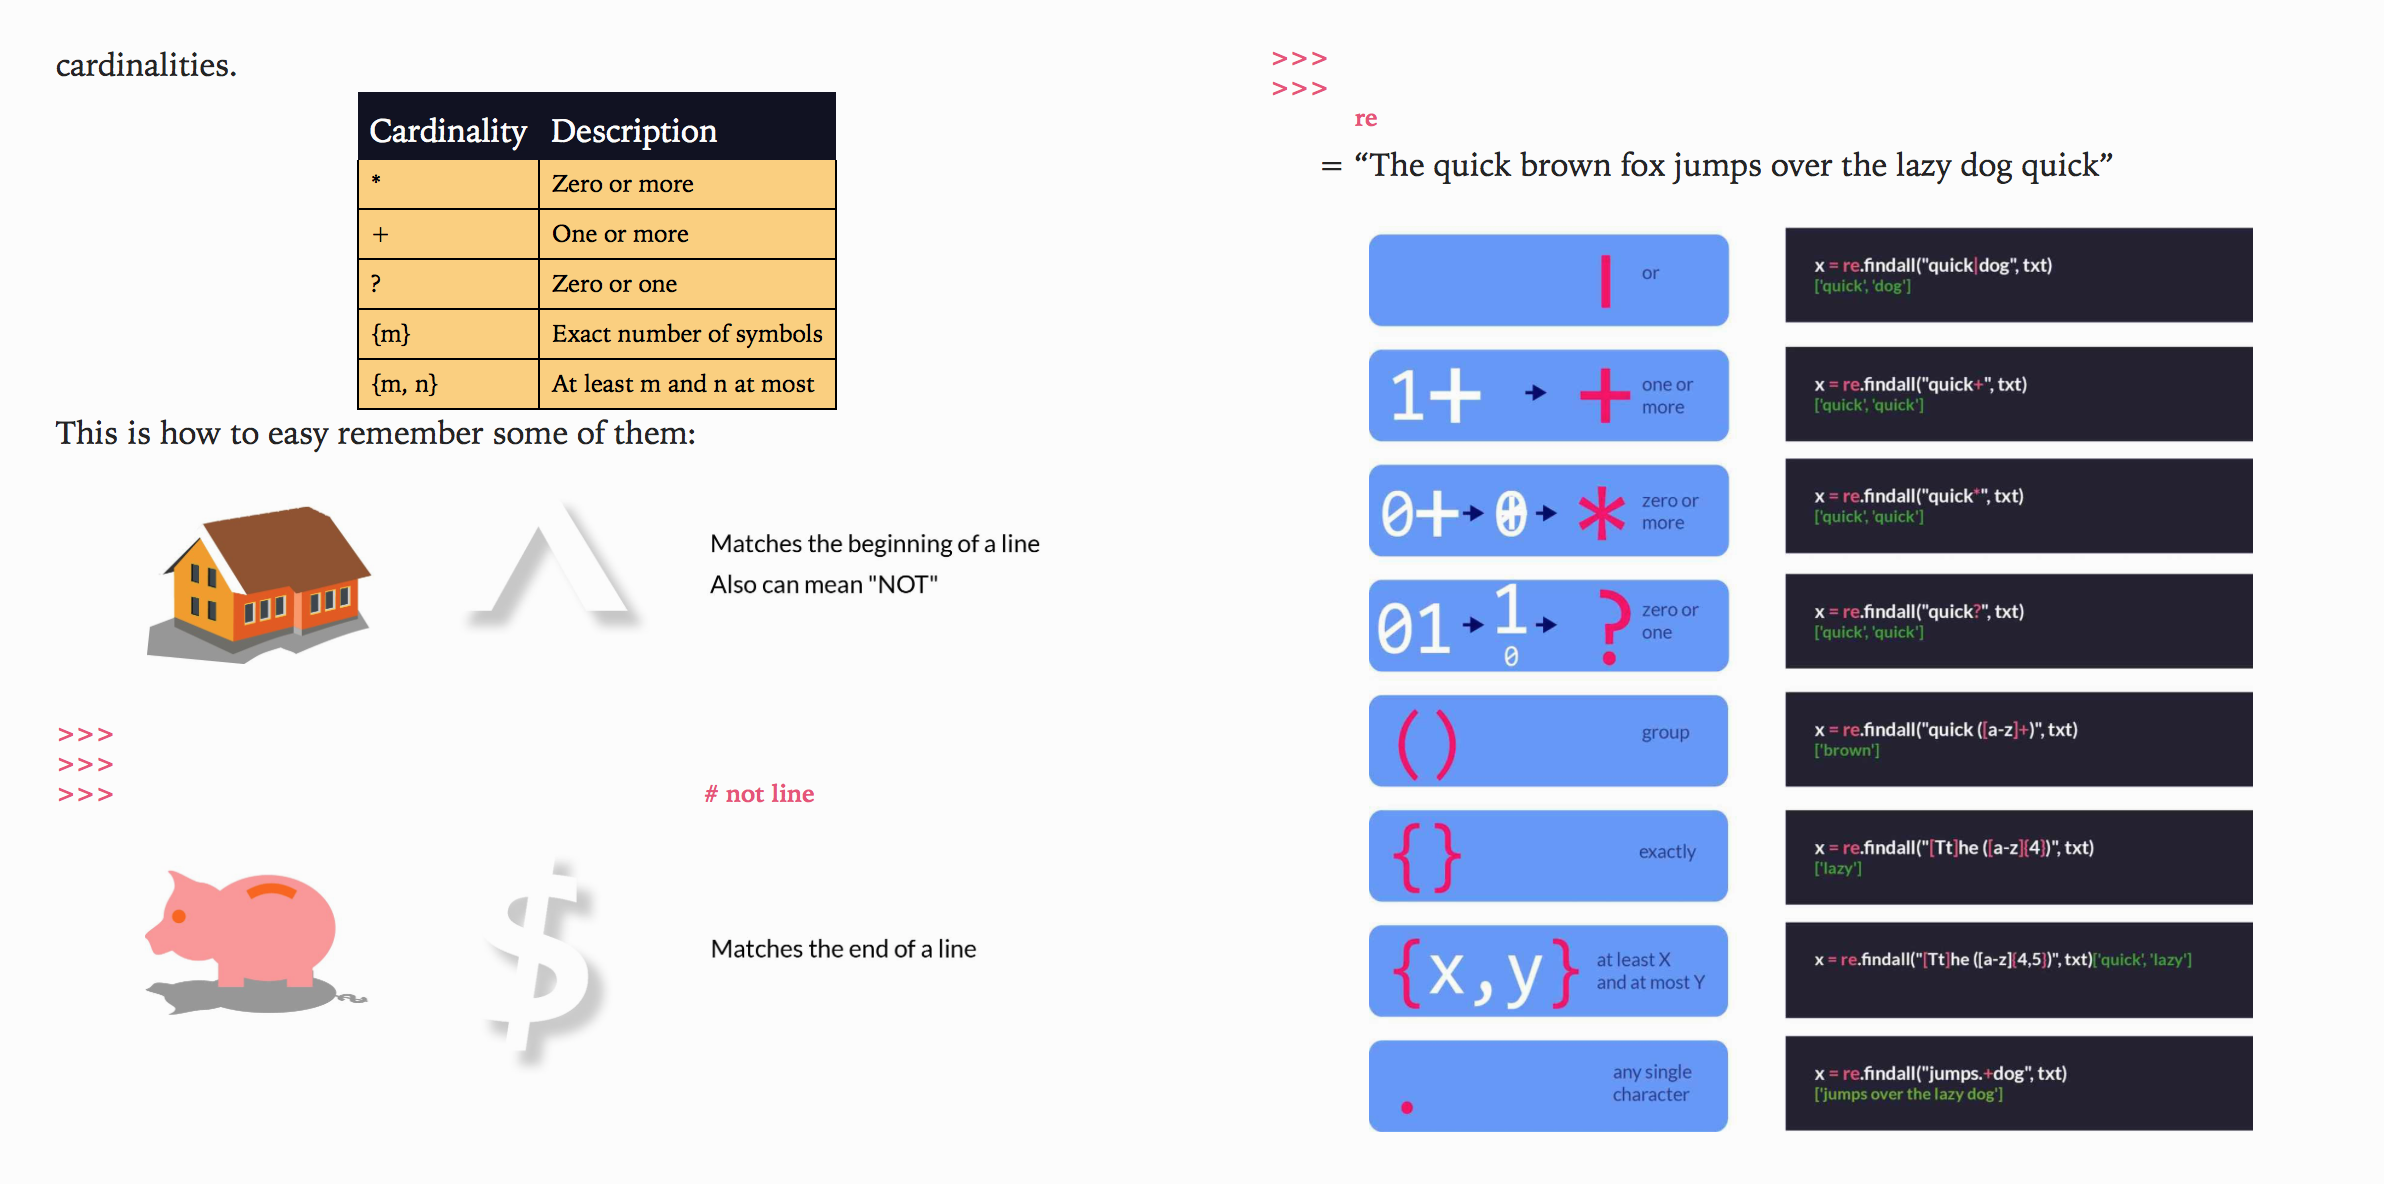 cardinalities.
Cardinality Description
* Zero or more
+ One or more
? Zero or one
{m} Exact number of symbols
{m, n} At least m and n at most
This is how to easy remember some of them:
^
Matches the beginning of a line
Also can mean "NOT"
>>>
>>>
>>>
# not line
$
Matches the end of a line
>>>
>>>
re
= “The quick brown fox jumps over the lazy dog quick”
| or
x = re.findall("quick|dog", txt)
['quick', 'dog']
1+ → + one or
more
x = re.findall("quick+", txt)
['quick', 'quick']
0+ → 0 → * zero or
more
x = re.findall("quick*", txt)
['quick', 'quick']
01 → 1
0 → ? zero or
one
x = re.findall("quick?", txt)
['quick', 'quick']
() group
x = re.findall("quick ([a-z]+)", txt)
['brown']
{} exactly
x = re.findall("[Tt]he ([a-z]{4})", txt)
['lazy']
{x,y} at least X
and at most Y
x = re.findall("[Tt]he ([a-z]{4,5})", txt)['quick', 'lazy']
. any single
character
x = re.findall("jumps.+dog", txt)
['jumps over the lazy dog']